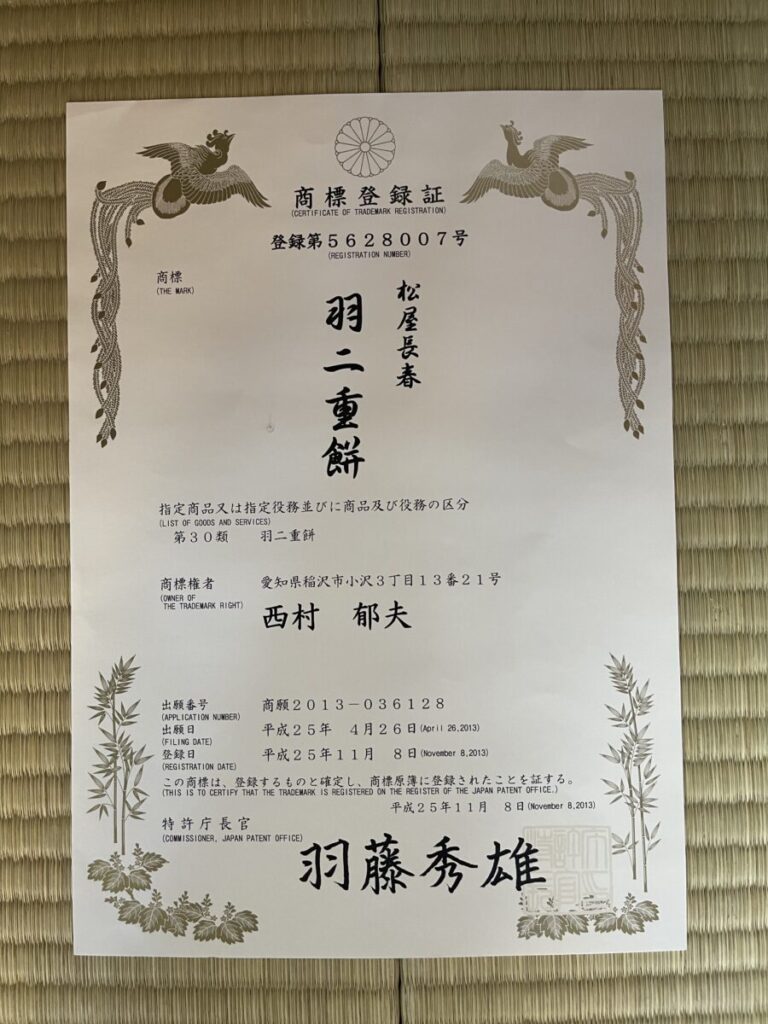 商標登録証
(CERTIFICATE OF TRADEMARK REGISTRATION)
登録第5628007号
(REGISTRATION NUMBER)
商標
(THE MARK)
松屋長春
羽二重餅
指定商品又は指定役務並びに商品及び役務の区分
(LIST OF GOODS AND SERVICES)
第30類 羽二重餅
商標権者 愛知県稲沢市小沢3丁目13番21号
(OWNER OF
THE TRADEMARK RIGHT)
西村 郁夫
出願番号 商願2013-036128
(APPLICATION NUMBER)
出願日 平成25年 4月26日(April 26,2013)
(FILING DATE)
登録日 平成25年11月 8日(November 8,2013)
(REGISTRATION DATE)
この商標は、登録するものと確定し、商標原簿に登録されたことを証する。
(THIS IS TO CERTIFY THAT THE TRADEMARK IS REGISTERED ON THE REGISTER OF THE JAPAN PATENT OFFICE.)
平成25年11月 8日(November 8,2013)
特許庁長官
(COMMISSIONER, JAPAN PATENT OFFICE)
羽藤秀雄